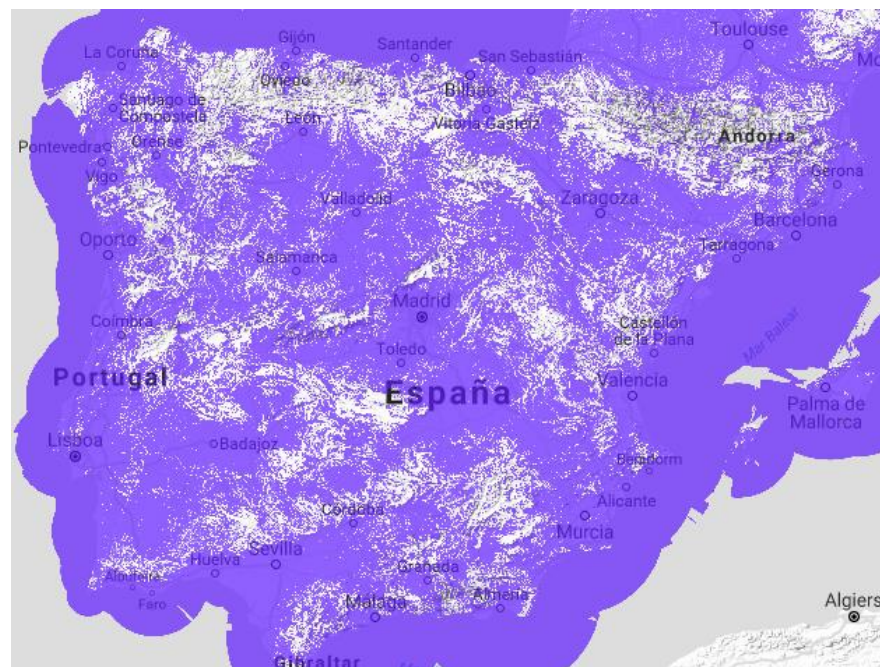 Gijón
Toulouse
La Coruña
Santander
San Sebastián
Oviedo
Bilbao
Santiago de
Compostela
León
Vitoria-Gasteiz
Andorra
Pontevedra
Orense
Vigo
Gerona
Valladolid
Zaragoza
Barcelona
Oporto
Tarragona
Salamanca
Madrid
Coímbra
Castellón
de la Plana
Mar Balear
Toledo
Portugal
España
Valencia
Palma de
Mallorca
Lisboa
Badajoz
Benidorm
Alicante
Córdoba
Murcia
Huelva
Sevilla
Albufeira
Granada
Faro
Almería
Málaga
Algiers
Gibraltar